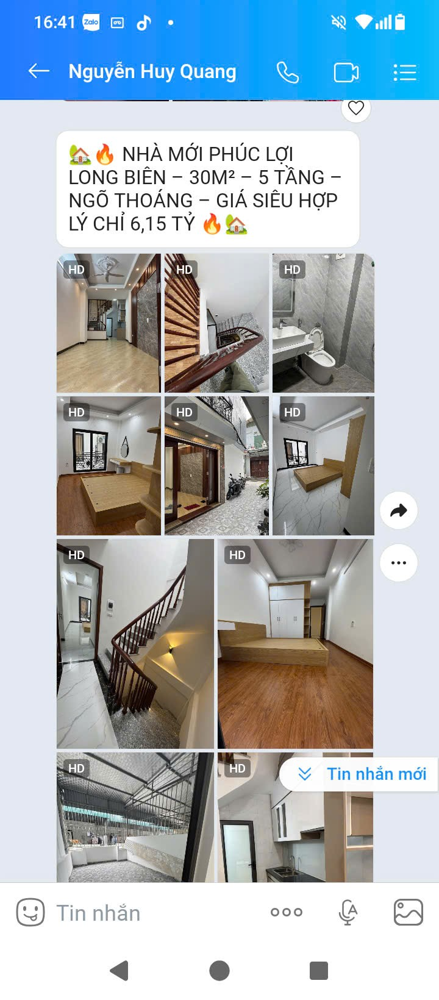 16:41
Zalo
Nguyễn Huy Quang
🏡🔥 NHÀ MỚI PHÚC LỢI
LONG BIÊN – 30M² – 5 TẦNG –
NGÕ THOÁNG – GIÁ SIÊU HỢP
LÝ CHỈ 6,15 TỶ 🔥🏡
HD
HD
HD
HD
HD
HD
HD
HD
HD
HD
Tin nhắn mới
Tin nhắn
A